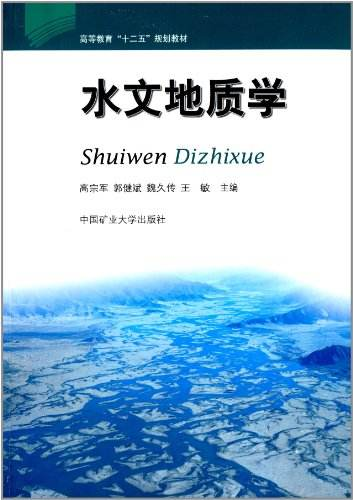 高等教育“十二五”规划教材
水文地质学
Shuiwen Dizhixue
高宗军 郭健斌 魏久传 王 敏 主编
中国矿业大学出版社